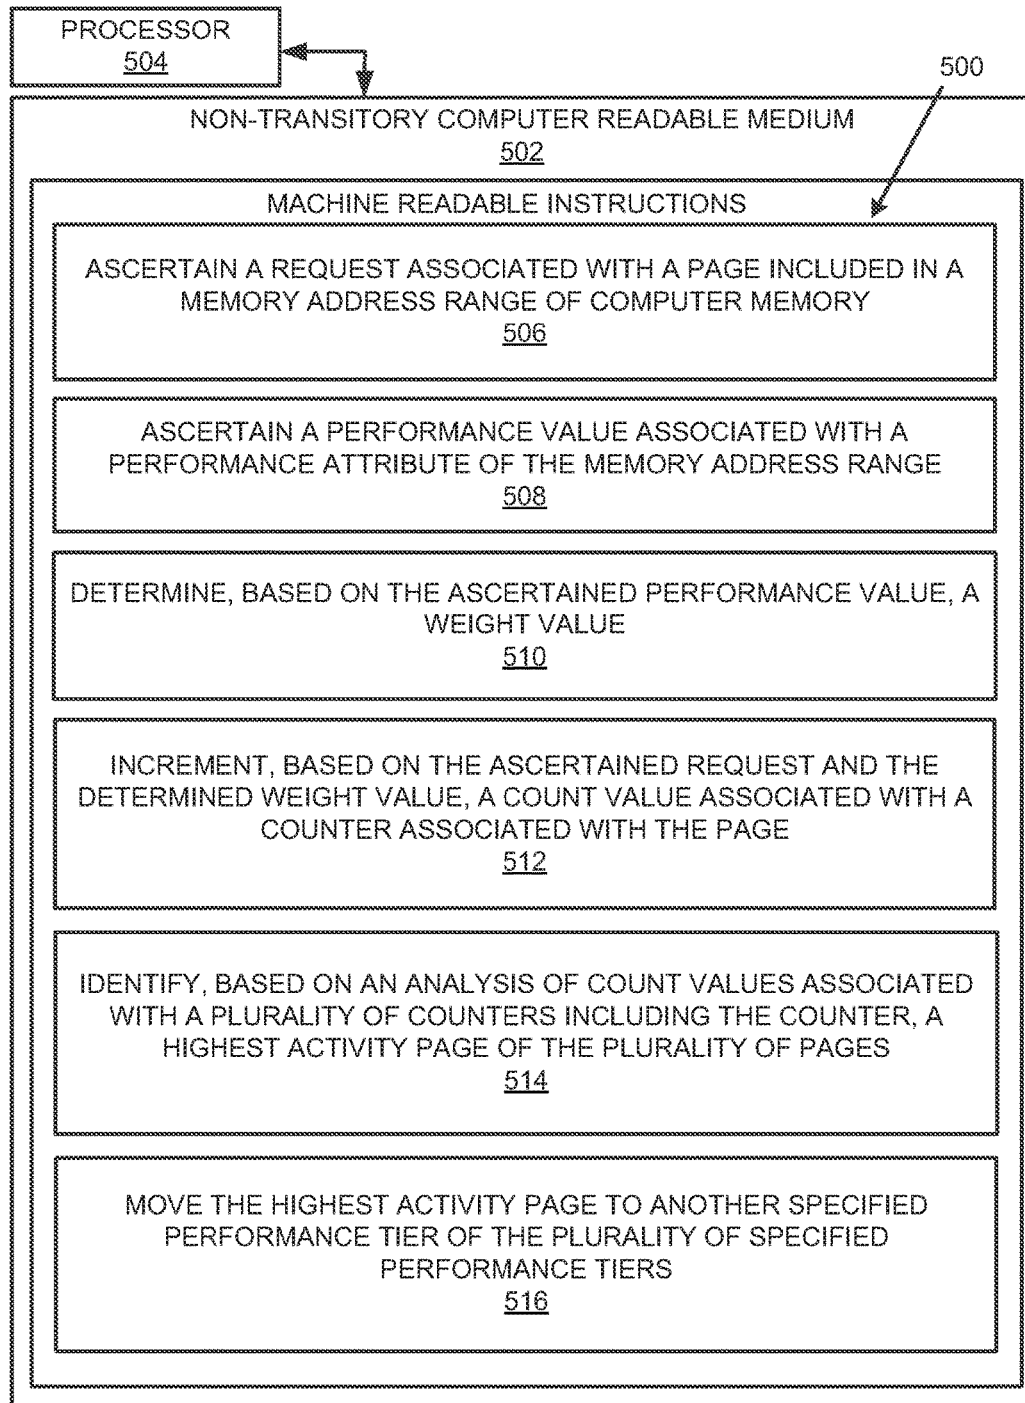 PROCESSOR
504
500
NON-TRANSITORY COMPUTER READABLE MEDIUM
502
MACHINE READABLE INSTRUCTIONS
ASCERTAIN A REQUEST ASSOCIATED WITH A PAGE INCLUDED IN A
MEMORY ADDRESS RANGE OF COMPUTER MEMORY
506
ASCERTAIN A PERFORMANCE VALUE ASSOCIATED WITH A
PERFORMANCE ATTRIBUTE OF THE MEMORY ADDRESS RANGE
508
DETERMINE, BASED ON THE ASCERTAINED PERFORMANCE VALUE, A
WEIGHT VALUE
510
INCREMENT, BASED ON THE ASCERTAINED REQUEST AND THE
DETERMINED WEIGHT VALUE, A COUNT VALUE ASSOCIATED WITH A
COUNTER ASSOCIATED WITH THE PAGE
512
IDENTIFY, BASED ON AN ANALYSIS OF COUNT VALUES ASSOCIATED
WITH A PLURALITY OF COUNTERS INCLUDING THE COUNTER, A
HIGHEST ACTIVITY PAGE OF THE PLURALITY OF PAGES
514
MOVE THE HIGHEST ACTIVITY PAGE TO ANOTHER SPECIFIED
PERFORMANCE TIER OF THE PLURALITY OF SPECIFIED
PERFORMANCE TIERS
516